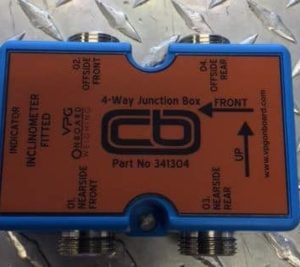 02.
OFFSIDE
FRONT
04.
OFFSIDE
REAR
4-Way Junction Box
FRONT
INDICATOR
INCLINOMETER
FITTED
VPG
ONBOARD
WEIGHING
cb
UP
www.vpgonboard.com
Part No 341304
01.
NEARSIDE
FRONT
03.
NEARSIDE
REAR